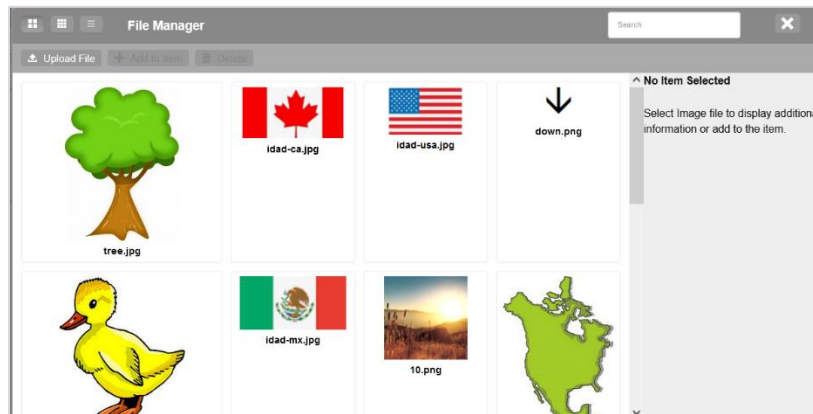 File Manager
Search
Upload File
Add to Item
Delete
No Item Selected
Select Image file to display additiona
information or add to the item.
tree.jpg
idad-ca.jpg
idad-usa.jpg
down.png
idad-mx.jpg
10.png